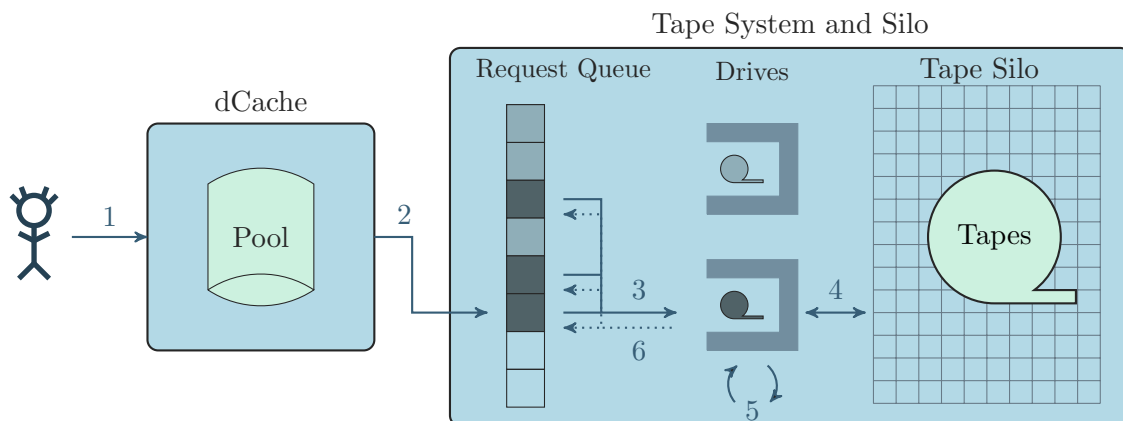 Tape System and Silo
Request Queue
Drives
Tape Silo
dCache
1
Pool
2
3
6
4
5
Tapes